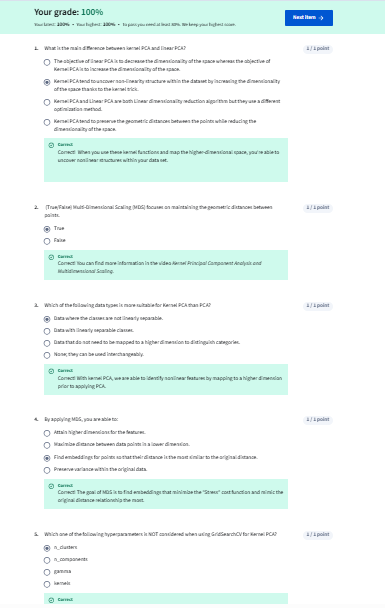 Your grade: 100%
Your latest: 100% • Your highest: 100% • To pass you need at least 80%. We keep your highest score.
Next item →
1. What is the main difference between kernel PCA and linear PCA?
1 / 1 point
The objective of linear PCA is to decrease the dimensionality of the space whereas the objective of
Kernel PCA is to increase the dimensionality of the space.
Kernel PCA tend to uncover non-linearity structure within the dataset by increasing the dimensionality
of the space thanks to the kernel trick.
Kernel PCA and Linear PCA are both Linear dimensionality reduction algorithm but they use a different
optimization method.
Kernel PCA tend to preserve the geometric distances between the points while reducing the
dimensionality of the space.
Correct
Correct! When you use these kernel functions and map the higher-dimensional space, you're able to
uncover nonlinear structures within your data set.
2. (True/False) Multi-Dimensional Scaling (MDS) focuses on maintaining the geometric distances between
points.
1 / 1 point
True
False
Correct
Correct! You can find more information in the video Kernel Principal Component Analysis and
Multidimensional Scaling.
3. Which of the following data types is more suitable for Kernel PCA than PCA?
1 / 1 point
Data where the classes are not linearly separable.
Data with linearly separable classes.
Data that do not need to be mapped to a higher dimension to distinguish categories.
None; they can be used interchangeably.
Correct
Correct! With kernel PCA, we are able to identify nonlinear features by mapping to a higher dimension
prior to applying PCA.
4. By applying MDS, you are able to:
1 / 1 point
Attain higher dimensions for the features.
Maximize distance between data points in a lower dimension.
Find embeddings for points so that their distance is the most similar to the original distance.
Preserve variance within the original data.
Correct
Correct! The goal of MDS is to find embeddings that minimize the "Stress" cost function and mimic the
original distance relationship the most.
5. Which one of the following hyperparameters is NOT considered when using GridSearchCV for Kernel PCA?
1 / 1 point
n_clusters
n_components
gamma
kernels
Correct